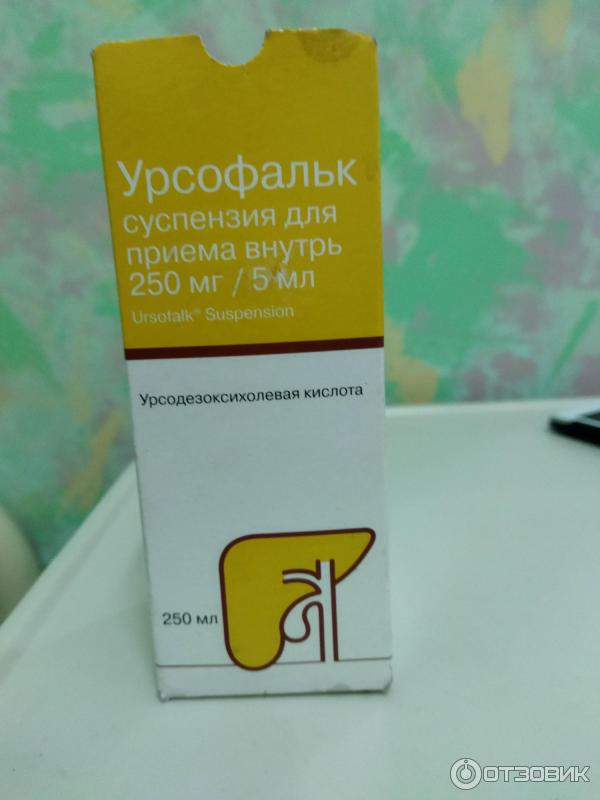 Урсофальк
суспензия для
приема внутрь
250 мг / 5 мл
Ursofalk® Suspension
Урсодезоксихолевая кислота
250 мл
ОТЗОВИК